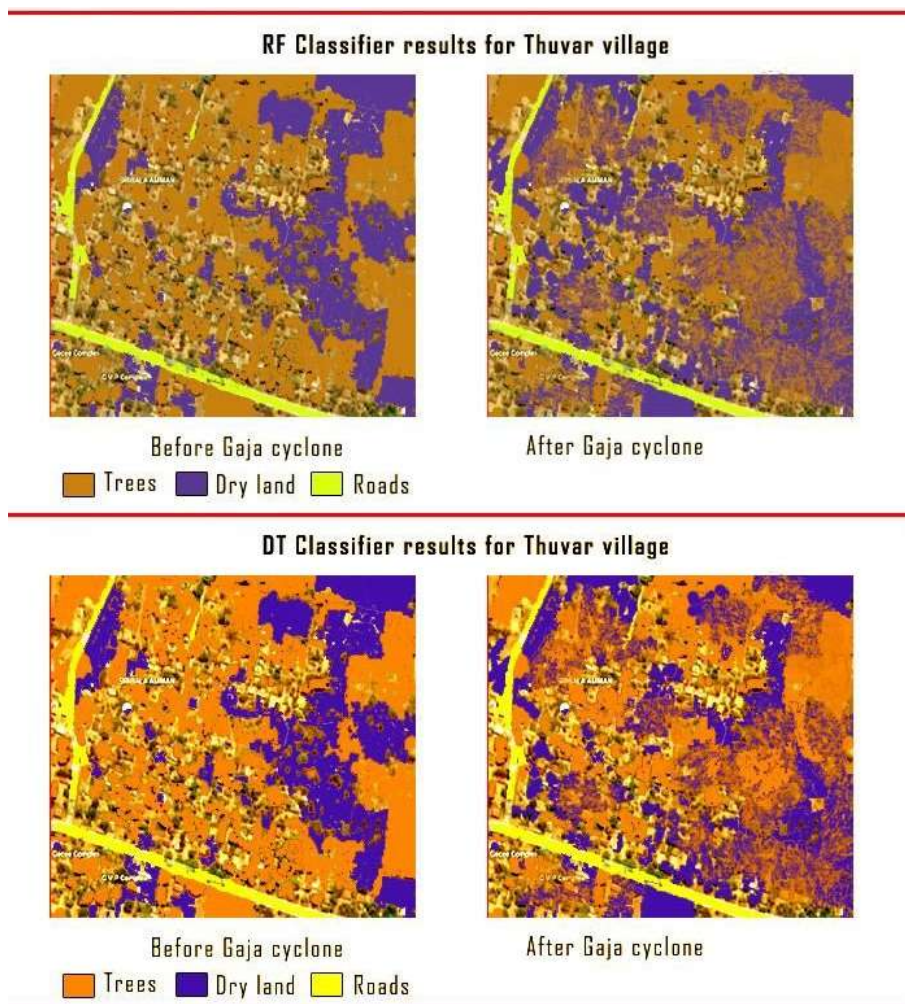 RF Classifier results for Thuvar village
Before Gaja cyclone
After Gaja cyclone
Trees
Dry land
Roads
DT Classifier results for Thuvar village
Before Gaja cyclone
After Gaja cyclone
Trees
Dry land
Roads